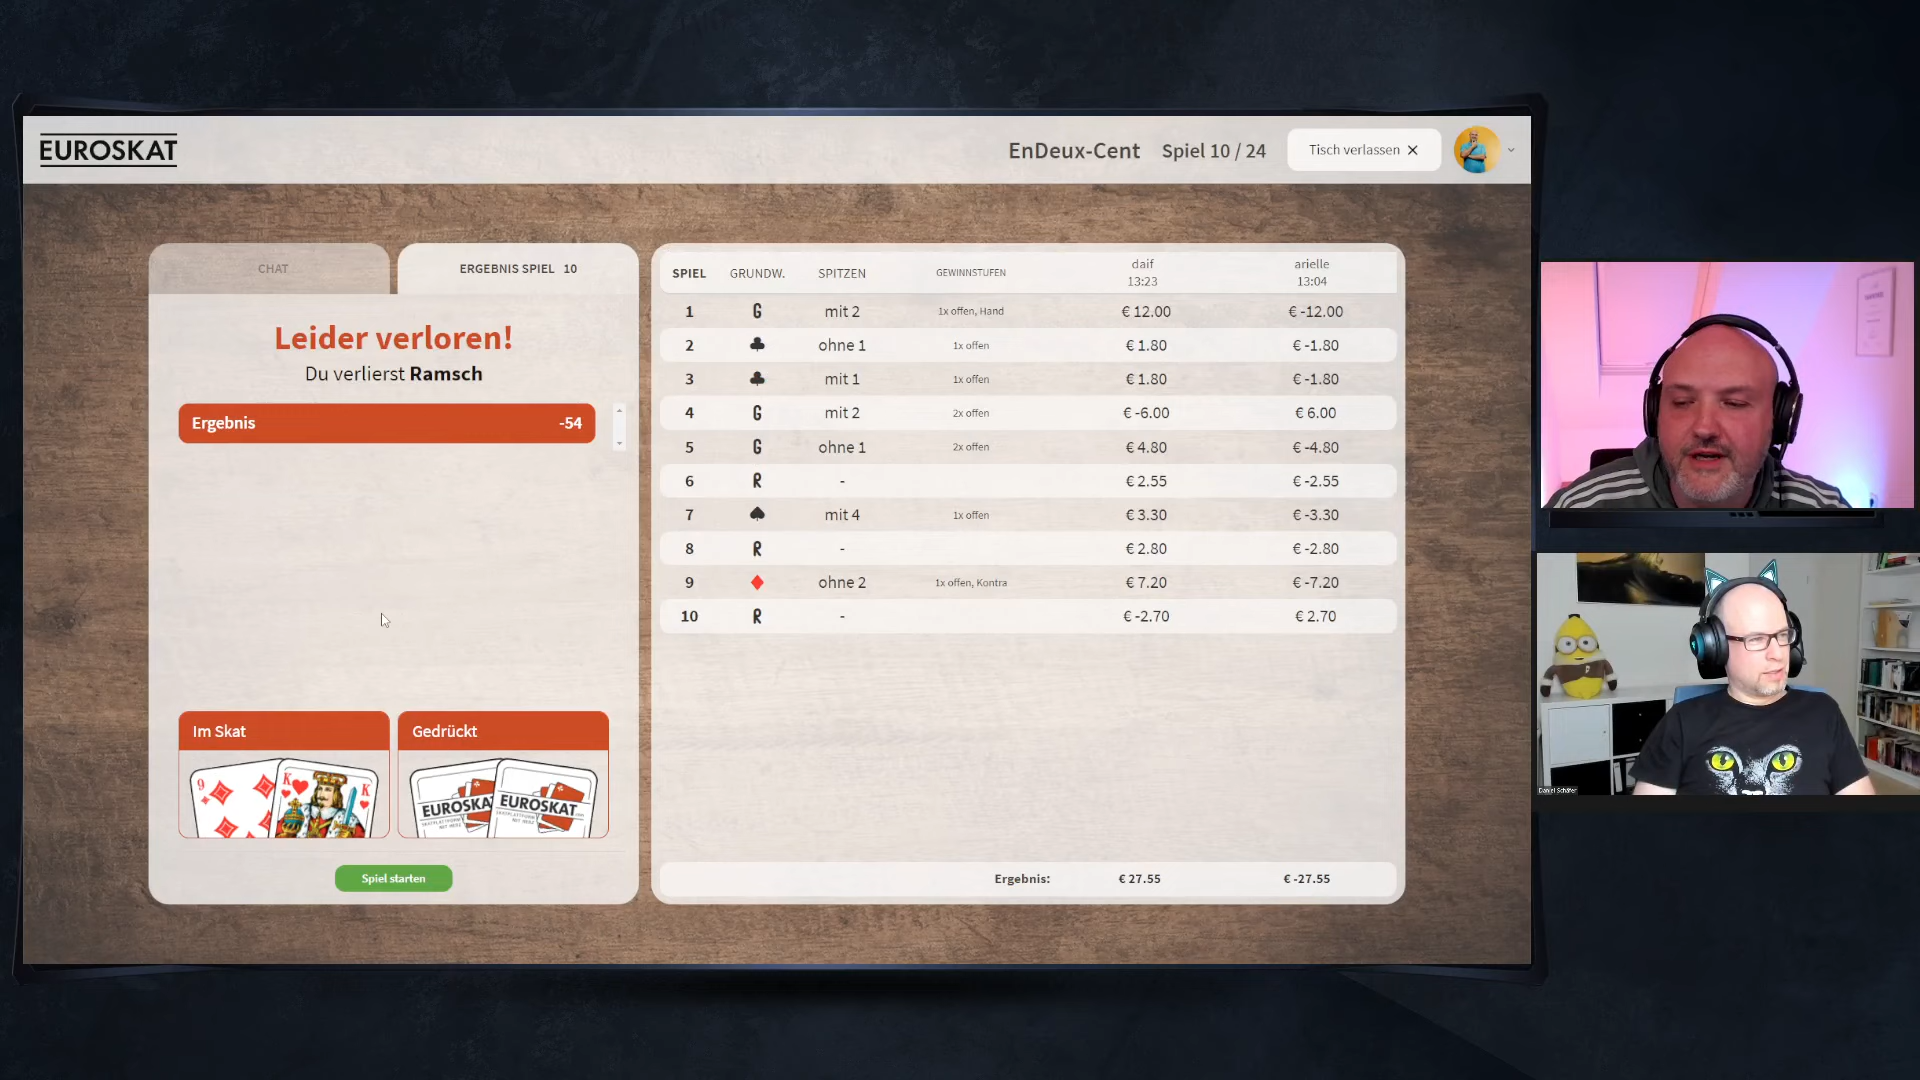 EUROSKAT
EnDeux-Cent Spiel 10 / 24 Tisch verlassen ✕
CHAT
ERGEBNIS SPIEL 10
Leider verloren!
Du verlierst Ramsch
Ergebnis -54
Im Skat
Gedrückt
9 K K
EUROSKAT EUROSKAT
Spiel starten
SPIEL GRUNDW. SPITZEN GEWINNSTUFEN daif 13:23 arielle 13:04
1 G mit 2 1x offen, Hand € 12.00 € -12.00
2 ♣ ohne 1 1x offen € 1.80 € -1.80
3 ♣ mit 1 1x offen € 1.80 € -1.80
4 G mit 2 2x offen € -6.00 € 6.00
5 G ohne 1 2x offen € 4.80 € -4.80
6 R - € 2.55 € -2.55
7 ♠ mit 4 1x offen € 3.30 € -3.30
8 R - € 2.80 € -2.80
9 ♦ ohne 2 1x offen, Kontra € 7.20 € -7.20
10 R - € -2.70 € 2.70
Ergebnis: € 27.55 € -27.55
Daniel Schäfer